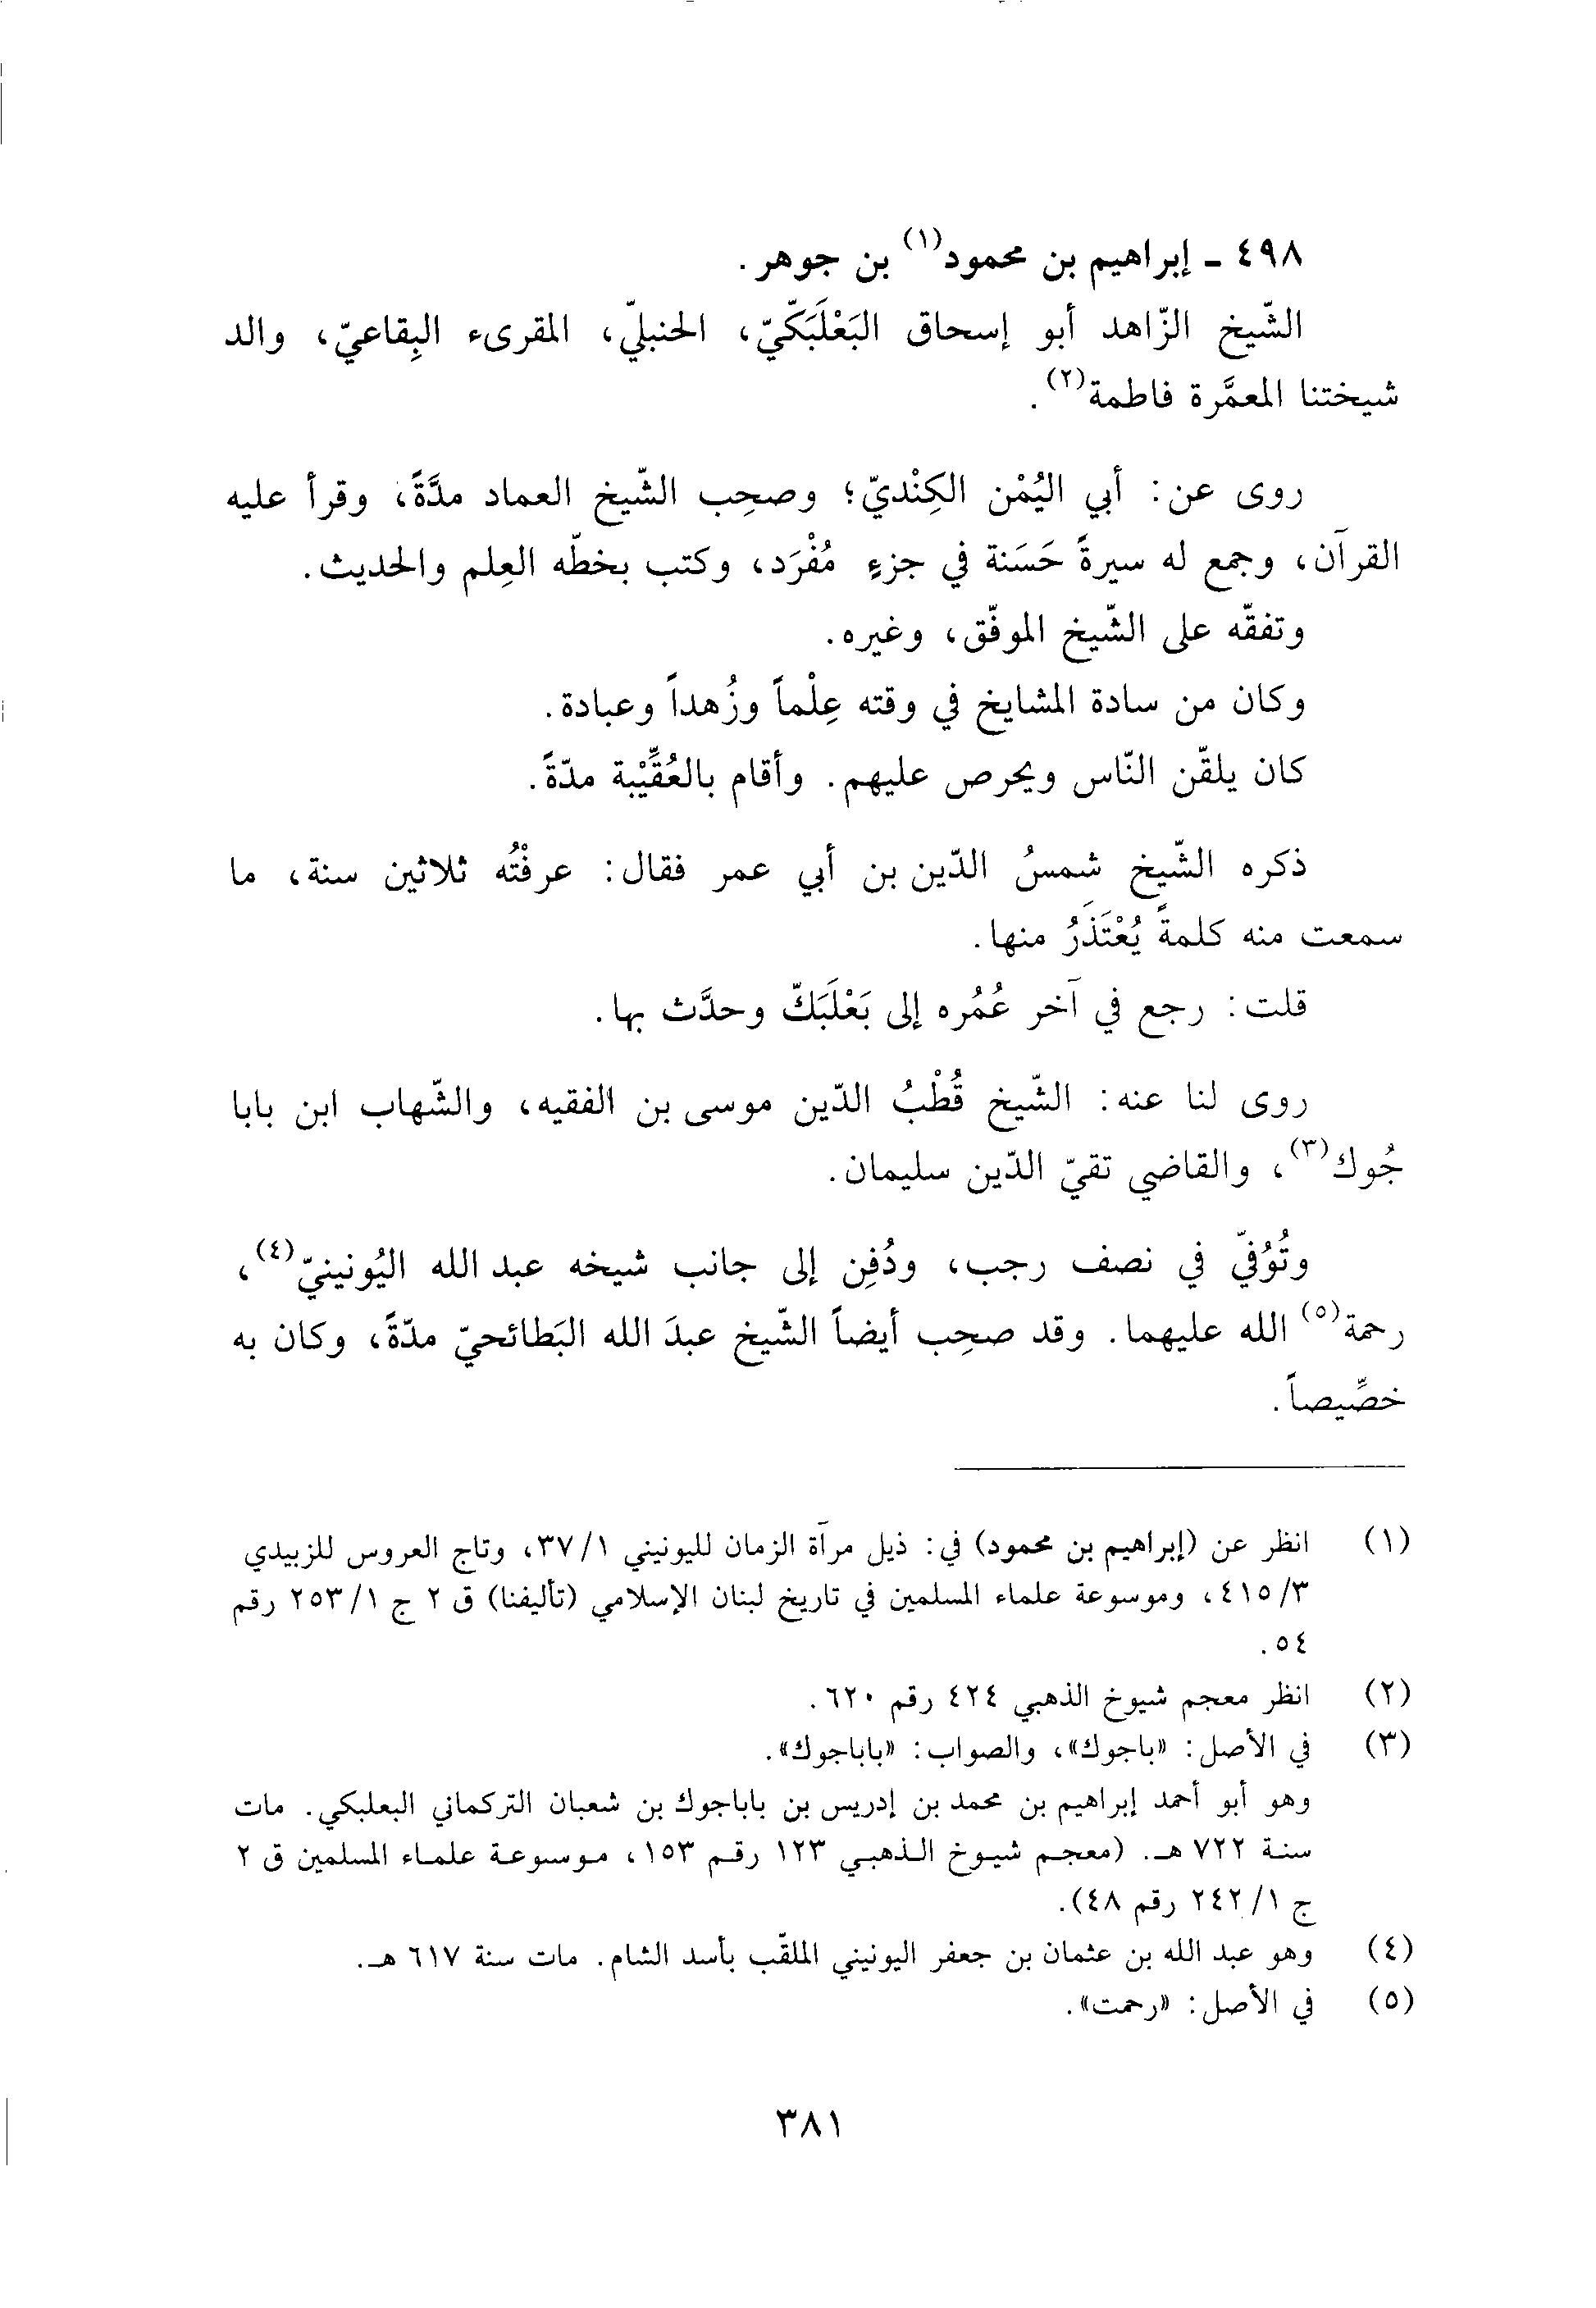 ٤٩٨ ـ إبراهيم بن محمود(١) بن جوهر.
الشّيخ الزّاهد أبو إسحاق البَعْلَبَكّيّ، الحنبليّ، المقرىء البِقاعيّ، والد
شيختنا المعمَّرة فاطمة(٢).
روى عن: أبي اليُمْن الكِنْديّ؛ وصحِب الشّيخ العماد مدَّةً، وقرأ عليه
القرآن، وجمع له سيرةً حَسَنة في جزءٍ مُفْرَد، وكتب بخطّه العِلم والحديث.
وتفقّه على الشّيخ الموفّق، وغيره.
وكان من سادة المشايخ في وقته عِلْماً وزُهداً وعبادة.
كان يلقّن النّاس ويحرص عليهم. وأقام بالعُقَّيْبة مدّةً.
ذكره الشّيخ شمسُ الدّين بن أبي عمر فقال: عرفْتُه ثلاثين سنة، ما
سمعت منه كلمةً يُعْتَذَرُ منها.
قلت: رجع في آخر عُمُره إلى بَعْلَبَكّ وحدَّث بها.
روى لنا عنه: الشّيخ قُطْبُ الدّين موسى بن الفقيه، والشّهاب ابن بابا
جُوك(٣)، والقاضي تقيّ الدّين سليمان.
وتُوُفّيّ في نصف رجب، ودُفِن إلى جانب شيخه عبد الله اليُونينيّ(٤)،
رحمة(٥) الله عليهما. وقد صحِب أيضاً الشّيخ عبدَ الله البَطائحيّ مدّةً، وكان به
خصِّيصاً.
(١) انظر عن (إبراهيم بن محمود) في: ذيل مرآة الزمان لليونيني ٣٧/١، وتاج العروس للزبيدي
٤١٥/٣، وموسوعة علماء المسلمين في تاريخ لبنان الإسلامي (تأليفنا) ق ٢ ج ٢٥٣/١ رقم
٥٤.
(٢) انظر معجم شيوخ الذهبي ٤٢٤ رقم ٦٢٠.
(٣) في الأصل: «باجوك»، والصواب: «باباجوك».
وهو أبو أحمد إبراهيم بن محمد بن إدريس بن باباجوك بن شعبان التركماني البعلبكي. مات
سنة ٧٢٢ هـ. (معجم شيوخ الذهبي ١٢٣ رقم ١٥٣، موسوعة علماء المسلمين ق ٢
ج ٢٤٢/١ رقم ٤٨).
(٤) وهو عبد الله بن عثمان بن جعفر اليونيني الملقّب بأسد الشام. مات سنة ٦١٧ هـ.
(٥) في الأصل: «رحمت».
٣٨١